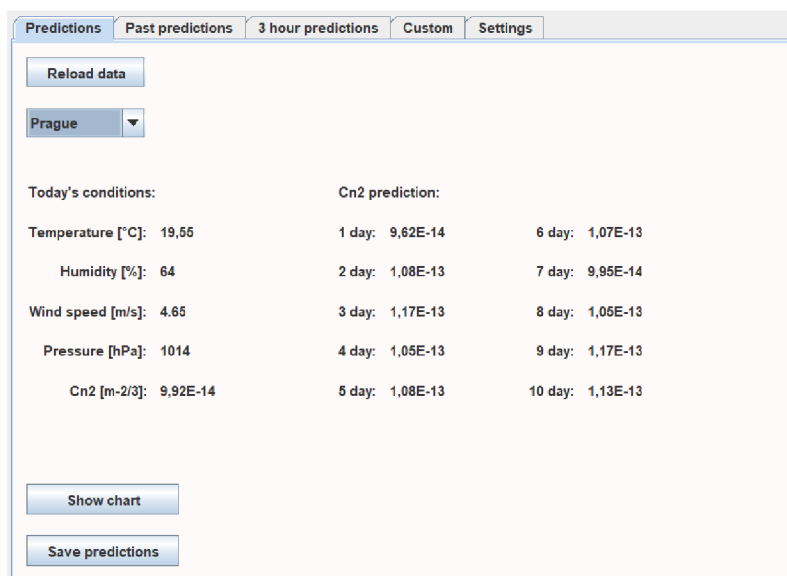 Predictions Past predictions 3 hour predictions Custom Settings
Reload data
Prague
Today's conditions: Cn2 prediction:
Temperature [°C]: 19,55 1 day: 9,62E-14 6 day: 1,07E-13
Humidity [%]: 64 2 day: 1,08E-13 7 day: 9,95E-14
Wind speed [m/s]: 4.65 3 day: 1,17E-13 8 day: 1,05E-13
Pressure [hPa]: 1014 4 day: 1,05E-13 9 day: 1,17E-13
Cn2 [m-2/3]: 9,92E-14 5 day: 1,08E-13 10 day: 1,13E-13
Show chart
Save predictions